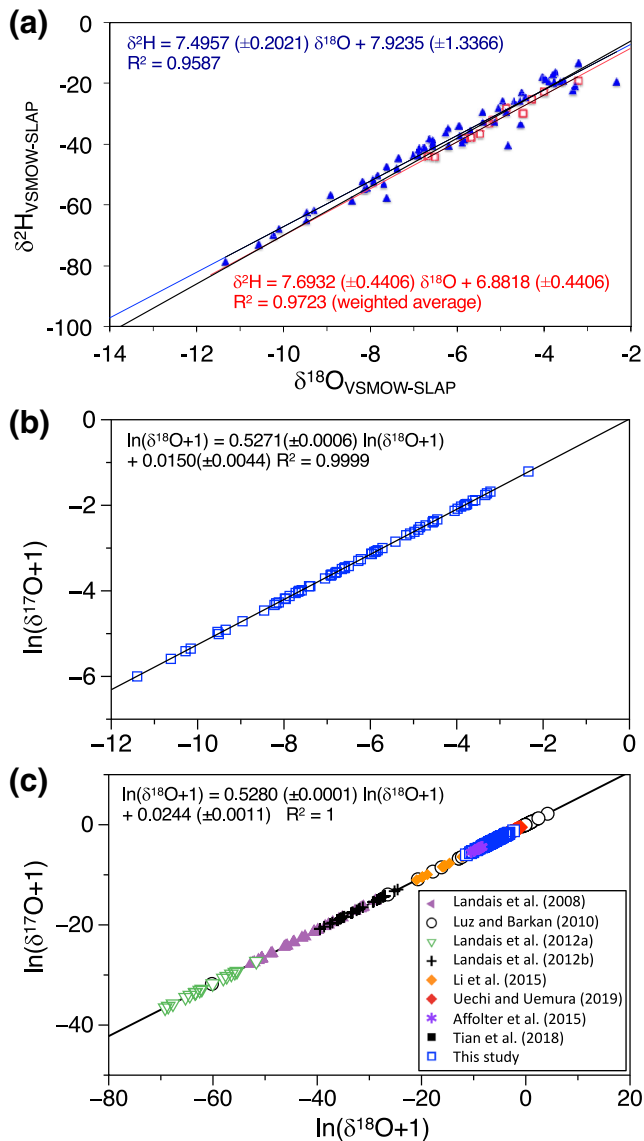 (a)
0
δ²H = 7.4957 (±0.2021) δ¹⁸O + 7.9235 (±1.3366)
R² = 0.9587
-20
-40
-60
-80
-100
δ²H_VSMOW-SLAP
δ²H = 7.6932 (±0.4406) δ¹⁸O + 6.8818 (±0.4406)
R² = 0.9723 (weighted average)
-14 -12 -10 -8 -6 -4 -2
δ¹⁸O_VSMOW-SLAP
(b)
0
ln(δ¹⁸O+1) = 0.5271(±0.0006) ln(δ¹⁸O+1)
+ 0.0150(±0.0044) R² = 0.9999
−2
−4
−6
ln(δ¹⁷O+1)
−12 −10 −8 −6 −4 −2 0
(c)
10
ln(δ¹⁸O+1) = 0.5280 (±0.0001) ln(δ¹⁸O+1)
+ 0.0244 (±0.0011) R² = 1
0
−20
−40
ln(δ¹⁷O+1)
Landais et al. (2008)
Luz and Barkan (2010)
Landais et al. (2012a)
Landais et al. (2012b)
Li et al. (2015)
Uechi and Uemura (2019)
Affolter et al. (2015)
Tian et al. (2018)
This study
−80 −60 −40 −20 0 20
ln(δ¹⁸O+1)